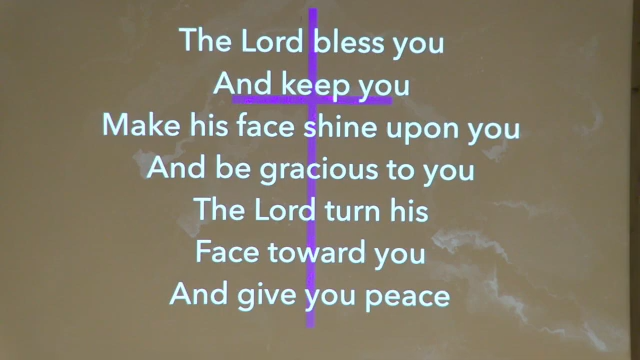 The Lord bless you
And keep you
Make his face shine upon you
And be gracious to you
The Lord turn his
Face toward you
And give you peace